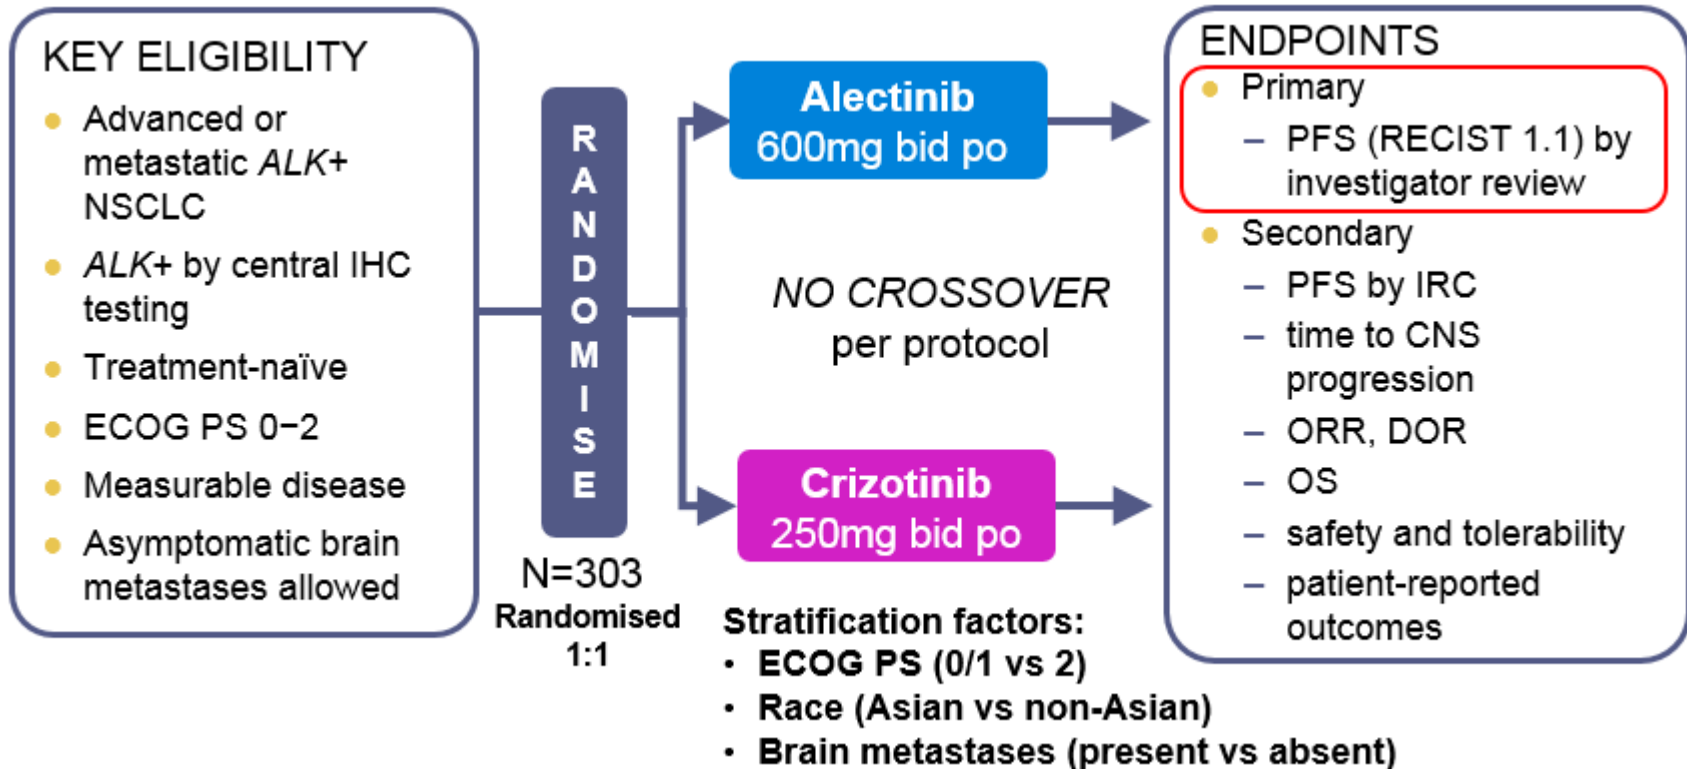 KEY ELIGIBILITY
Advanced or
metastatic ALK+
NSCLC
ALK+ by central IHC
testing
Treatment-naïve
ECOG PS 0–2
Measurable disease
Asymptomatic brain
metastases allowed
RANDOMISE
N=303
Randomised
1:1
Alectinib
600mg bid po
NO CROSSOVER
per protocol
Crizotinib
250mg bid po
Stratification factors:
• ECOG PS (0/1 vs 2)
• Race (Asian vs non-Asian)
• Brain metastases (present vs absent)
ENDPOINTS
Primary
– PFS (RECIST 1.1) by
investigator review
Secondary
– PFS by IRC
– time to CNS
progression
– ORR, DOR
– OS
– safety and tolerability
– patient-reported
outcomes